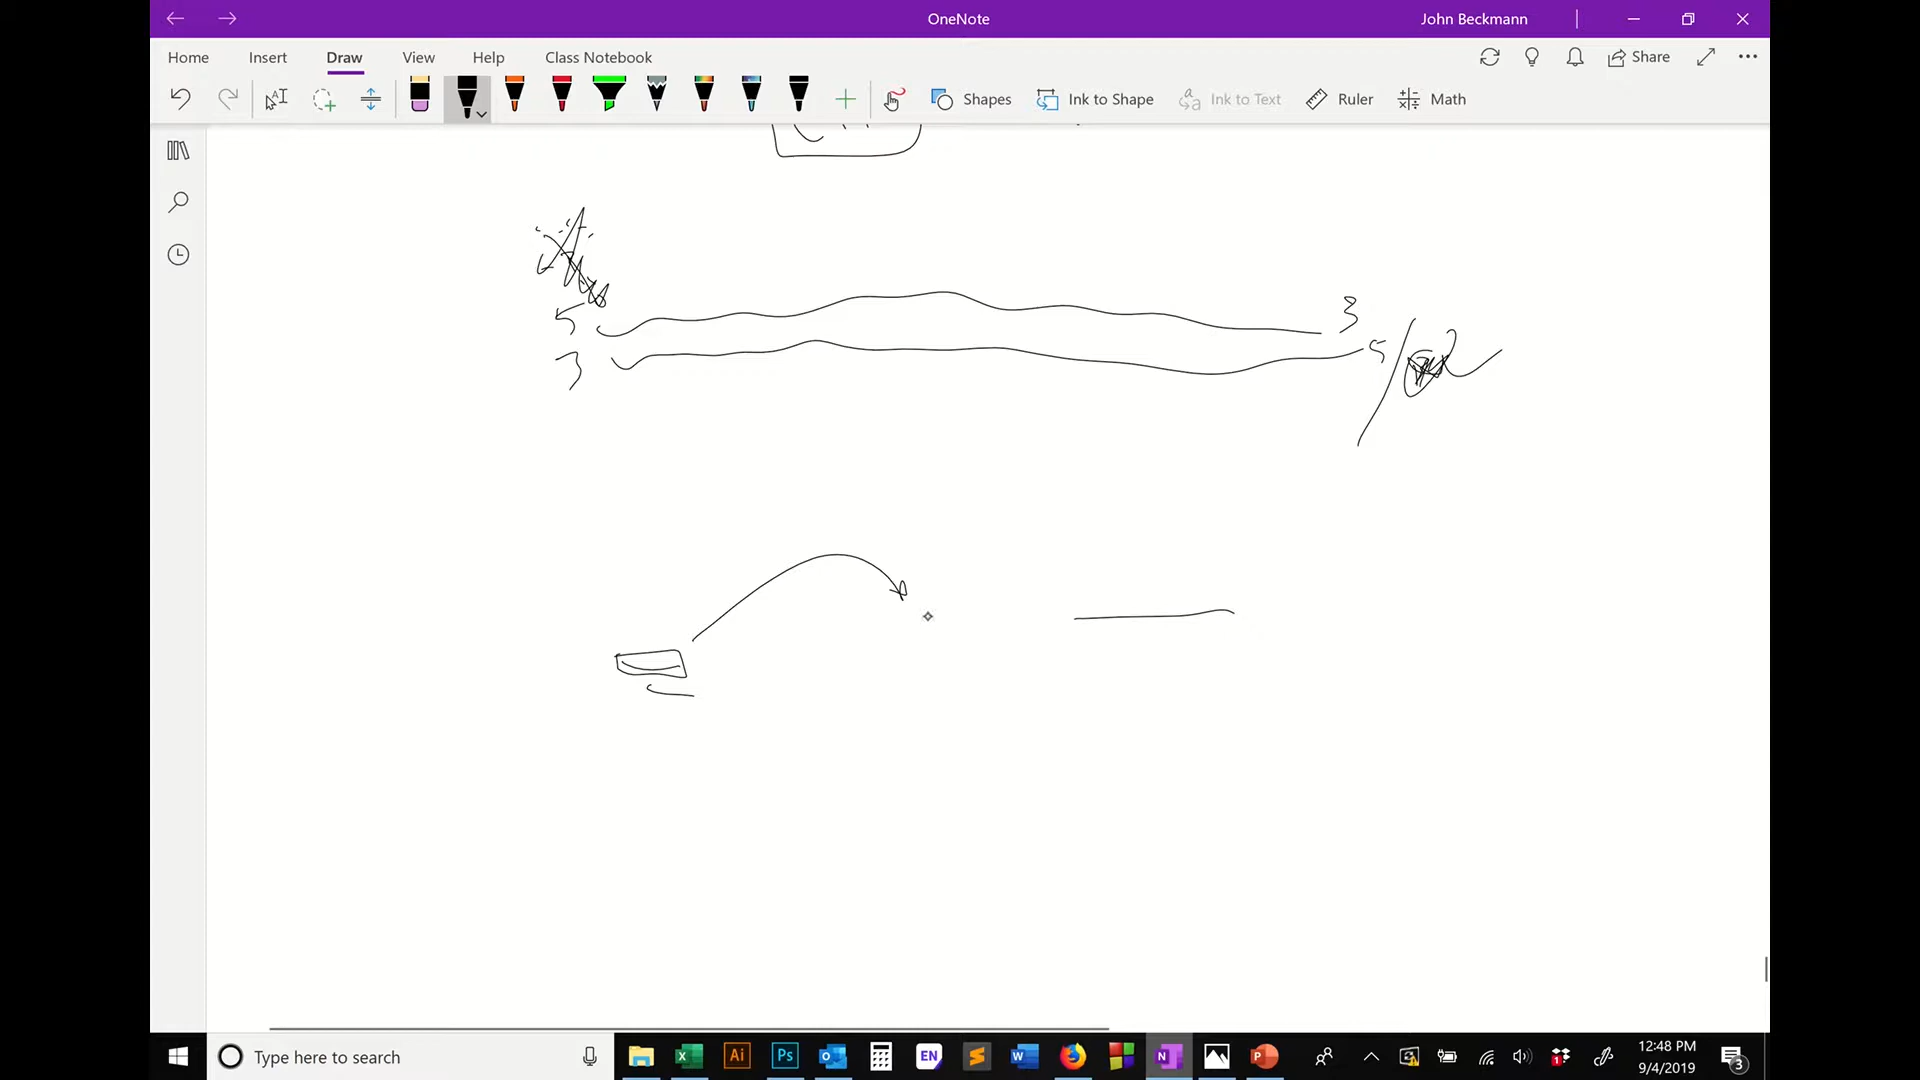 OneNote
John Beckmann
Home Insert Draw View Help Class Notebook
Share
Shapes Ink to Shape Ink to Text Ruler Math
5 3
3 5
Type here to search
12:48 PM
9/4/2019